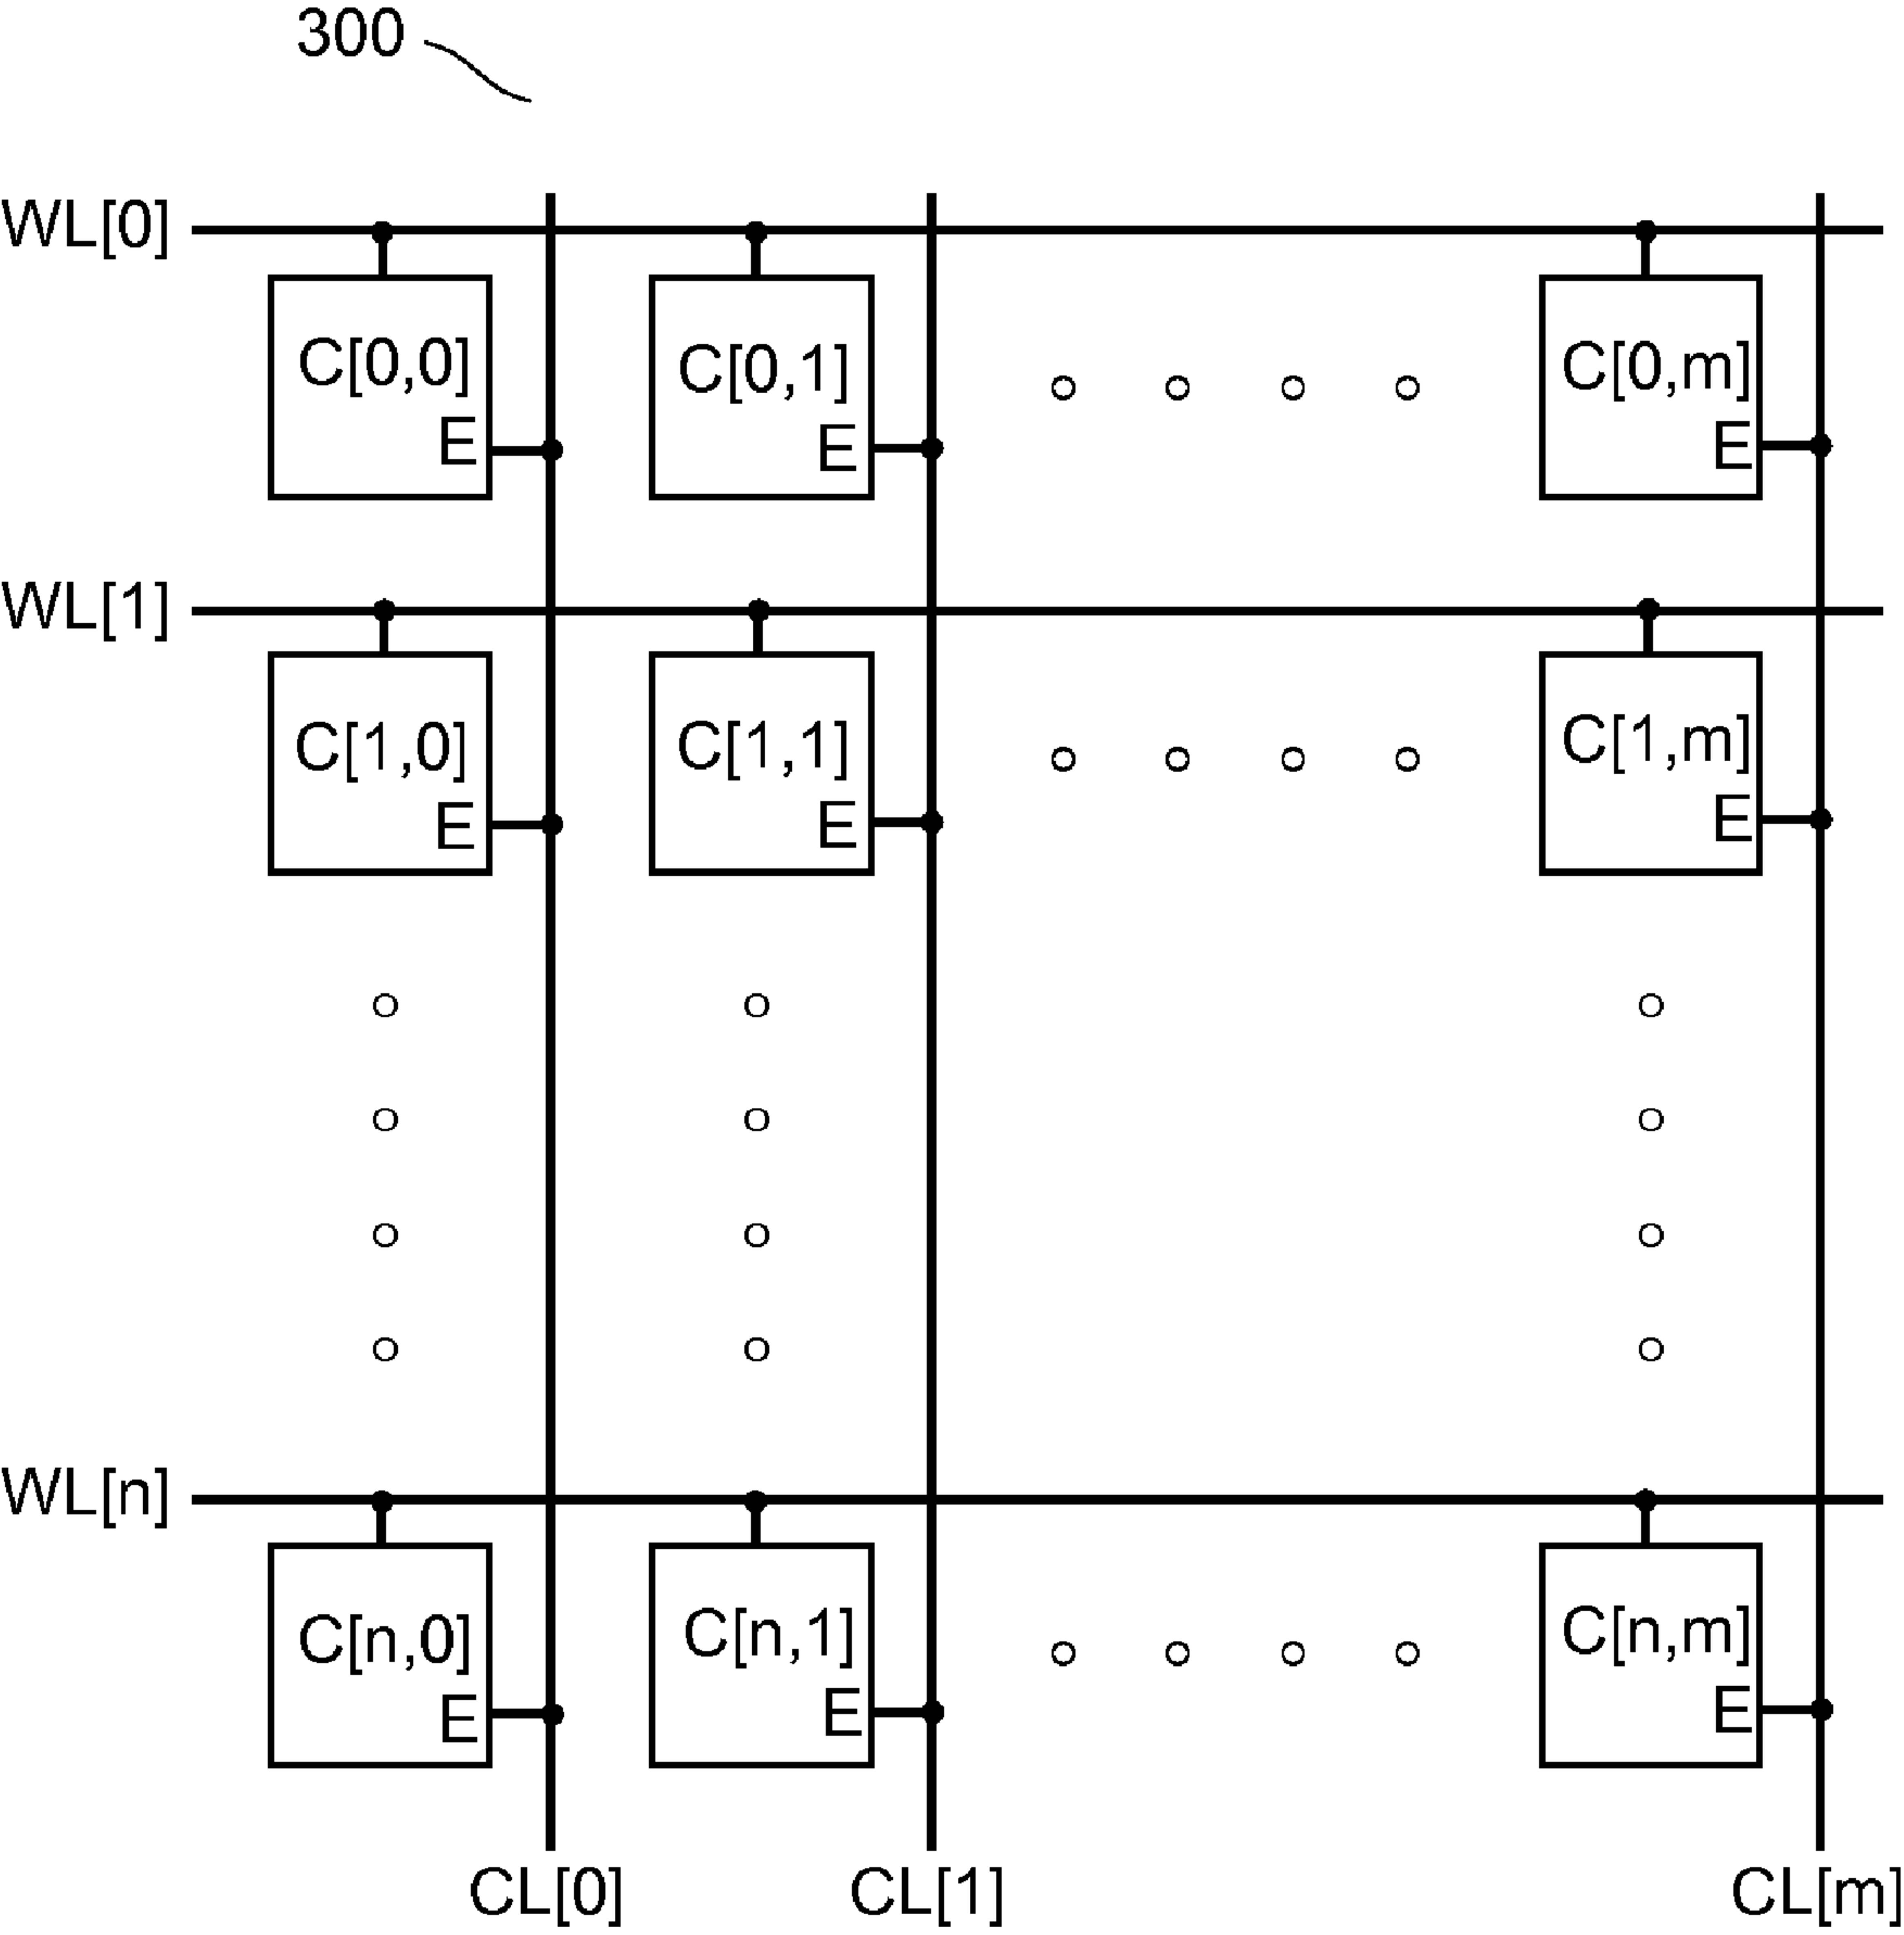 300
WL[0]
C[0,0] C[0,1] C[0,m]
E E E
WL[1]
C[1,0] C[1,1] C[1,m]
E E E
WL[n]
C[n,0] C[n,1] C[n,m]
E E E
CL[0] CL[1] CL[m]